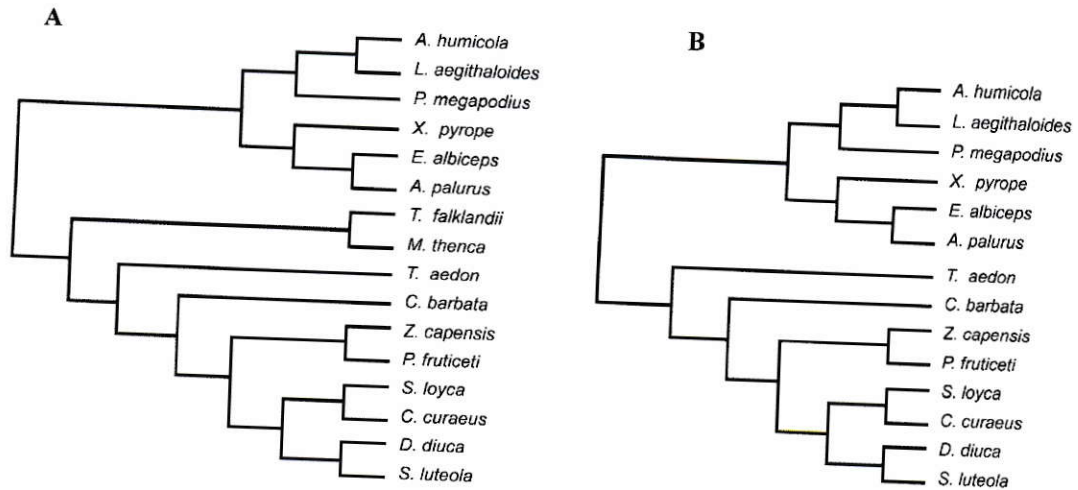 A
A. humicola
L. aegithaloides
P. megapodius
X. pyrope
E. albiceps
A. palurus
T. falklandii
M. thenca
T. aedon
C. barbata
Z. capensis
P. fruticeti
S. loyca
C. curaeus
D. diuca
S. luteola
B
A. humicola
L. aegithaloides
P. megapodius
X. pyrope
E. albiceps
A. palurus
T. aedon
C. barbata
Z. capensis
P. fruticeti
S. loyca
C. curaeus
D. diuca
S. luteola